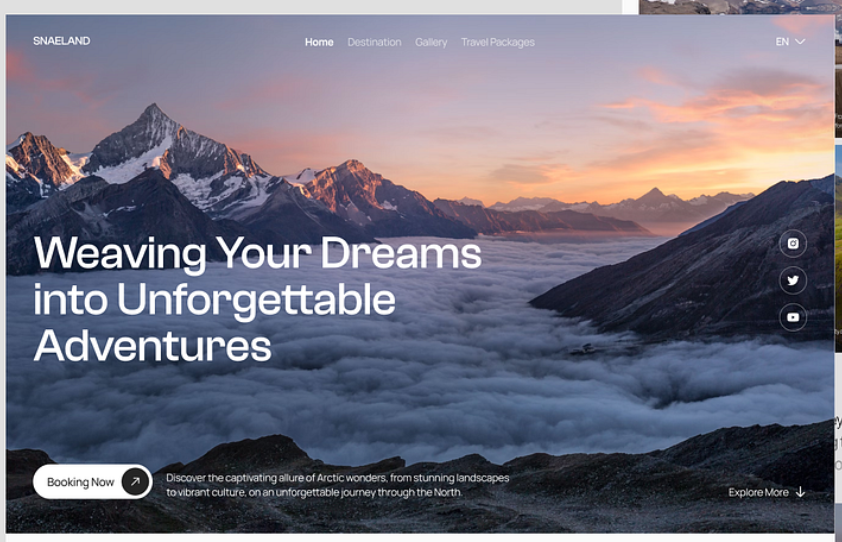 SNAELAND
Home Destination Gallery Travel Packages
EN
Weaving Your Dreams
into Unforgettable
Adventures
Booking Now
Discover the captivating allure of Arctic wonders, from stunning landscapes
to vibrant culture, on an unforgettable journey through the North.
Explore More